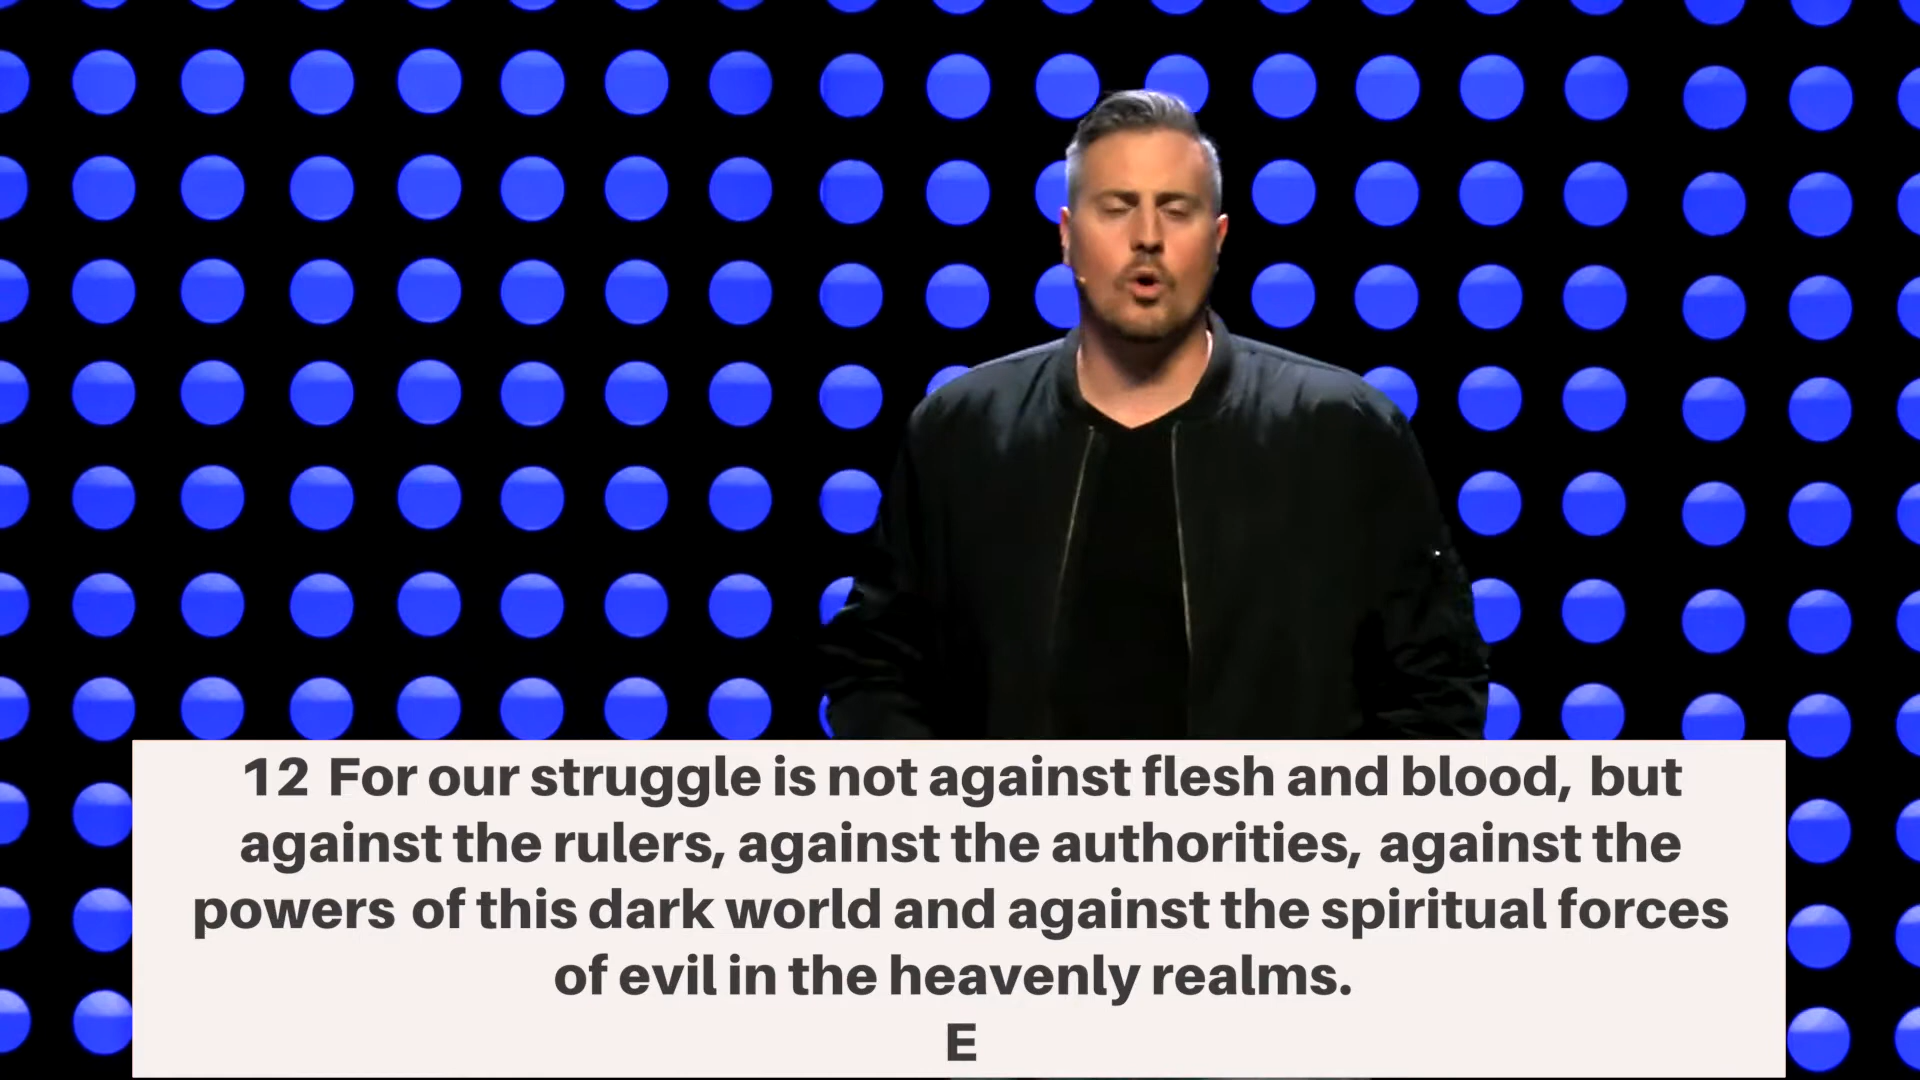 12 For our struggle is not against flesh and blood, but
against the rulers, against the authorities, against the
powers of this dark world and against the spiritual forces
of evil in the heavenly realms.
E